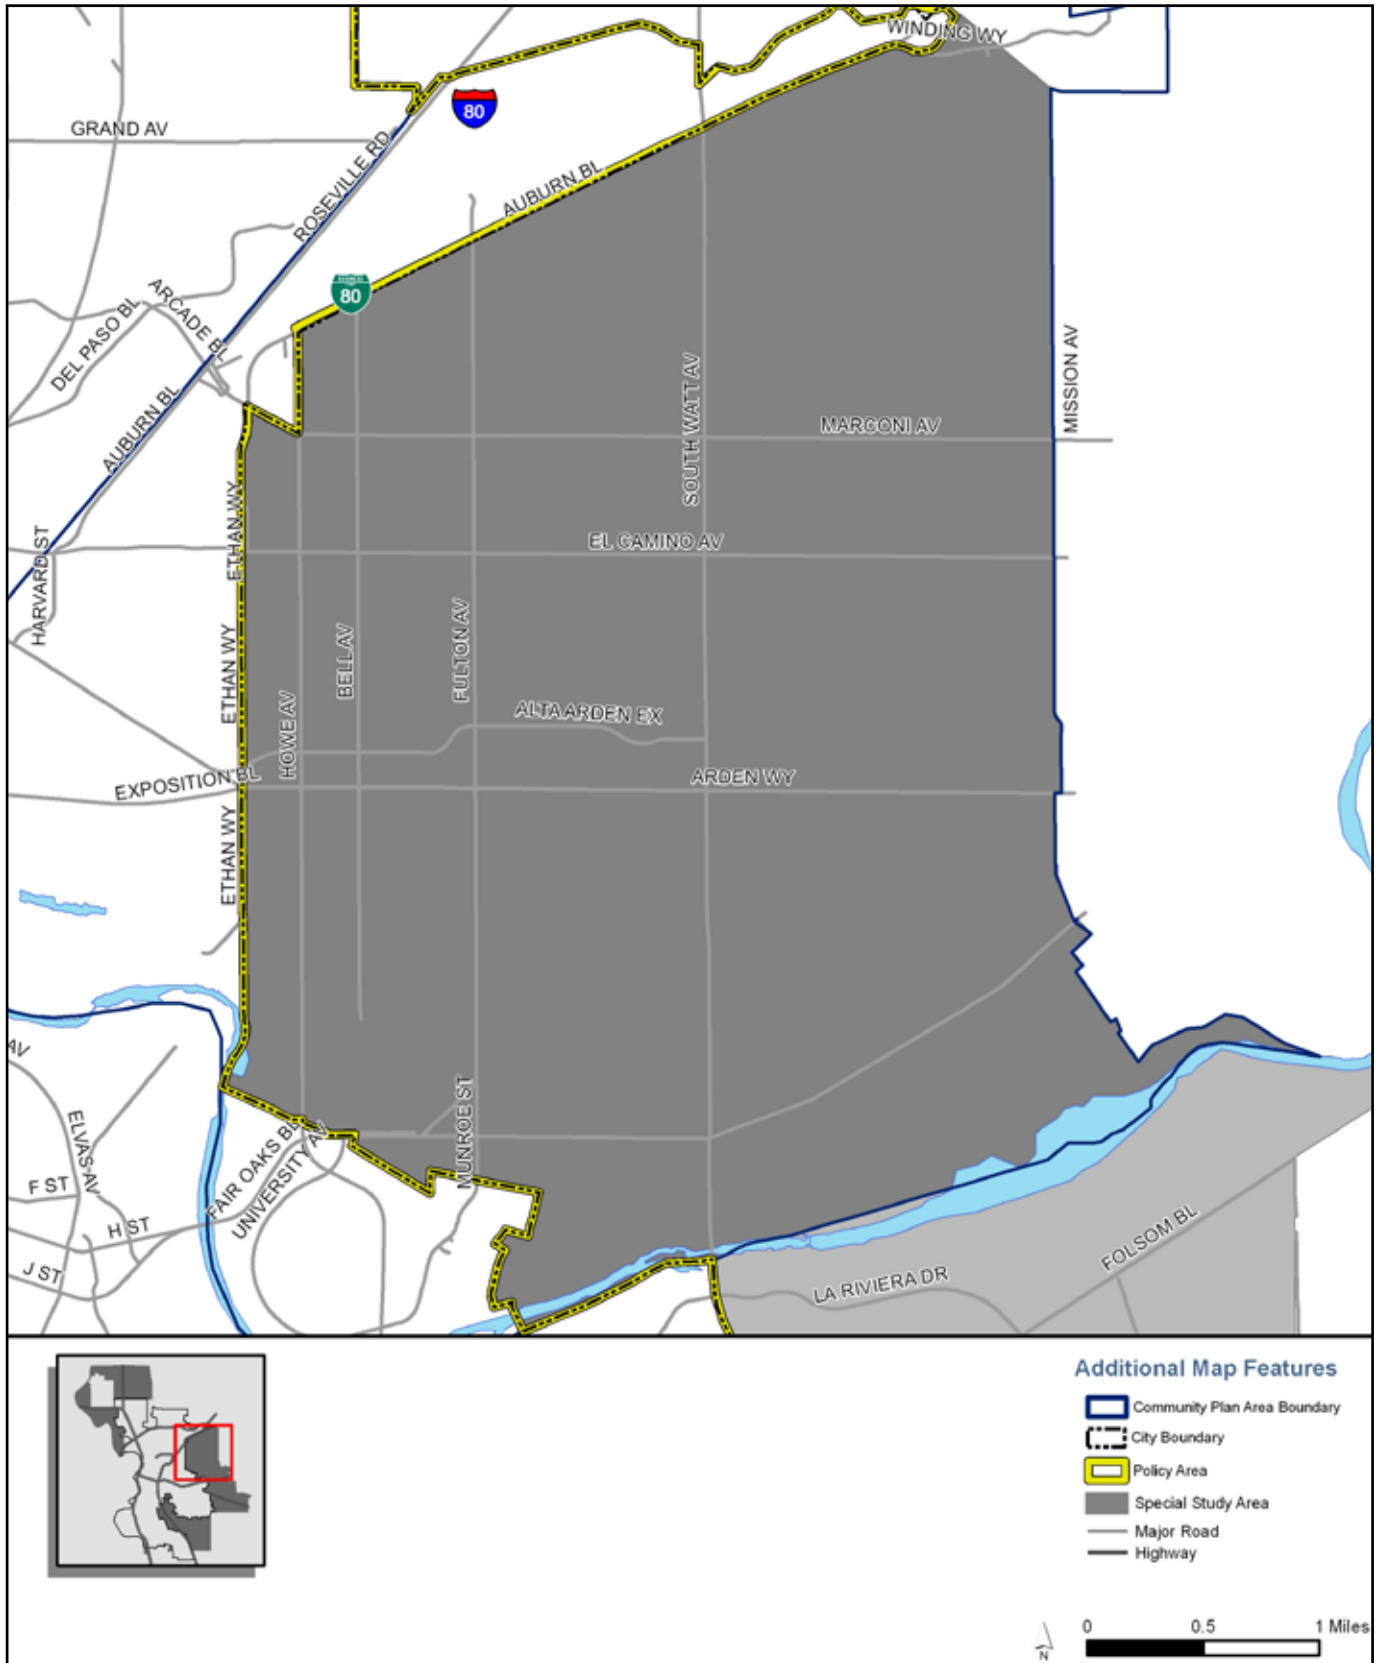 WINDING WY
80
GRAND AV
ROSEVILLE RD
AUBURN BL
80
ARCADE BL
DEL PASO BL
MISSION AV
SOUTH WATT AV
AUBURN BL
MARCONI AV
ETHAN WY
HARVARD ST
EL CAMINO AV
ETHAN WY
BELL AV
FULTON AV
HOWE AV
ALTA ARDEN EX
EXPOSITION BL
ARDEN WY
ETHAN WY
AV
MUNROE ST
ELVAS AV
FAIR OAKS BL
UNIVERSITY AV
F ST
H ST
J ST
FOLSOM BL
LA RIVIERA DR
Additional Map Features
Community Plan Area Boundary
City Boundary
Policy Area
Special Study Area
Major Road
Highway
N
0 0.5 1 Miles